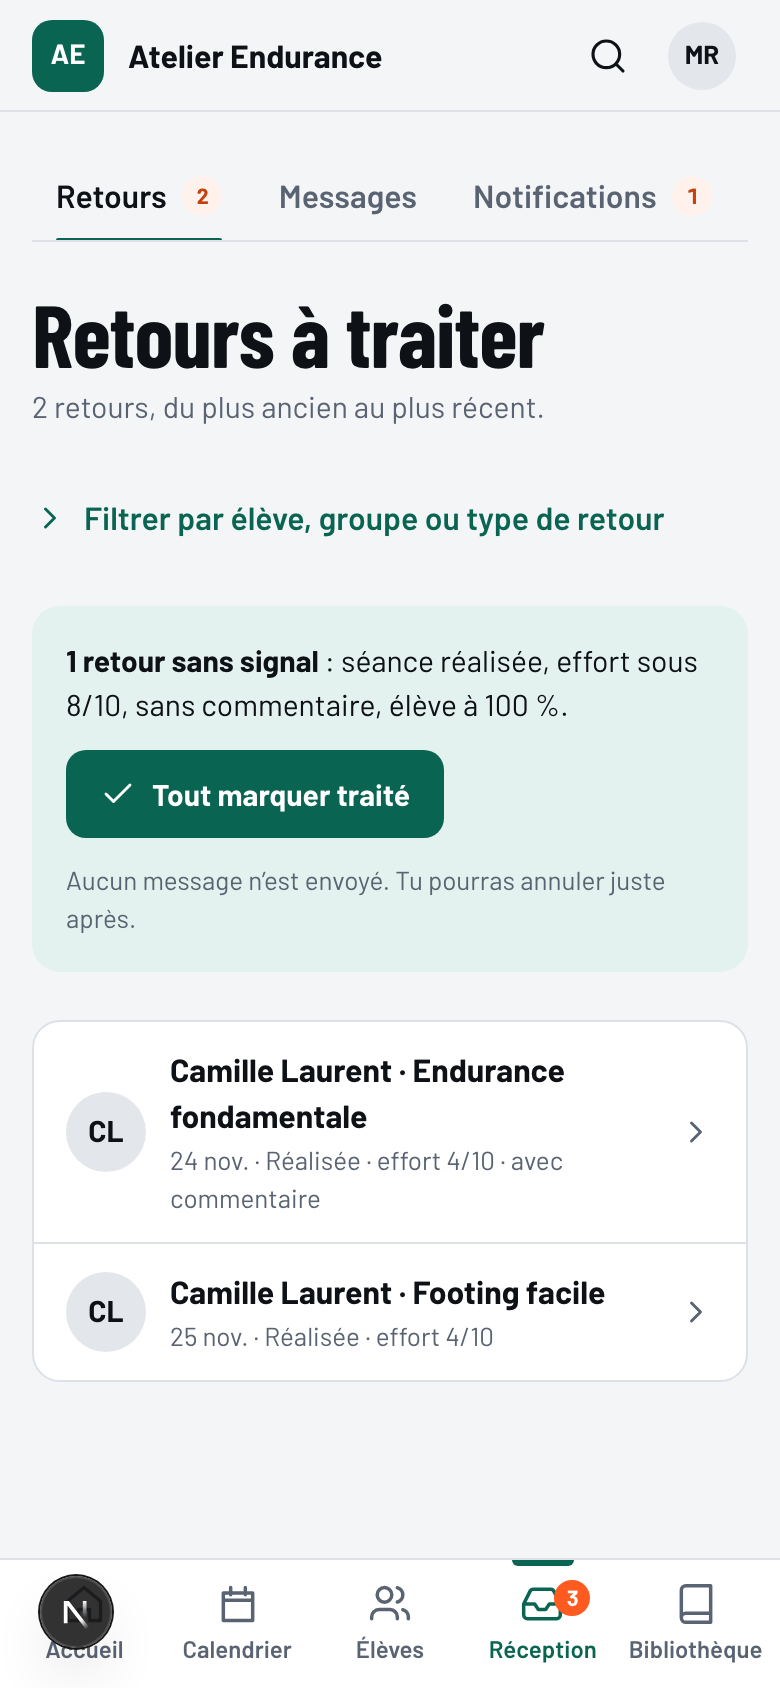 AE
Atelier Endurance
MR
Retours 2
Messages
Notifications 1
Retours à traiter
2 retours, du plus ancien au plus récent.
Filtrer par élève, groupe ou type de retour
1 retour sans signal : séance réalisée, effort sous
8/10, sans commentaire, élève à 100 %.
Tout marquer traité
Aucun message n’est envoyé. Tu pourras annuler juste
après.
CL
Camille Laurent · Endurance
fondamentale
24 nov. · Réalisée · effort 4/10 · avec
commentaire
CL
Camille Laurent · Footing facile
25 nov. · Réalisée · effort 4/10
N
3
Accueil
Calendrier
Élèves
Réception
Bibliothèque